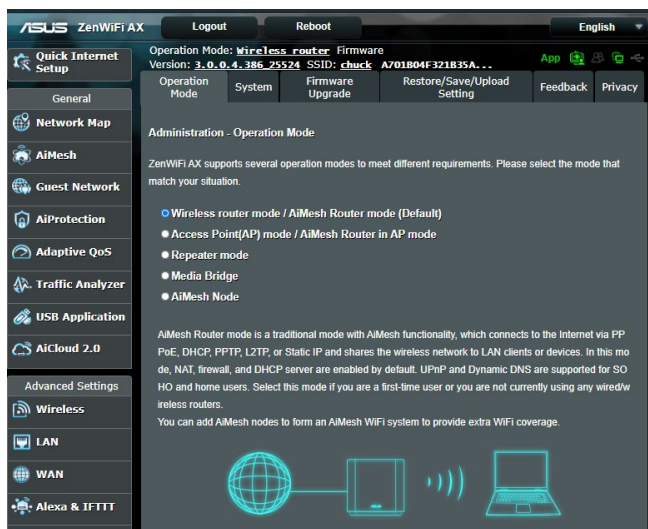 ASUS ZenWiFi AX Logout Reboot English
Quick Internet Setup
Operation Mode: Wireless router Firmware
Version: 3.0.0.4.386_25524 SSID: chuck A701B04F321B35A...
App
Operation Mode
System
Firmware Upgrade
Restore/Save/Upload Setting
Feedback
Privacy
General
Network Map
AiMesh
Guest Network
AiProtection
Adaptive QoS
Traffic Analyzer
USB Application
AiCloud 2.0
Advanced Settings
Wireless
LAN
WAN
Alexa & IFTTT
Administration - Operation Mode
ZenWiFi AX supports several operation modes to meet different requirements. Please select the mode that
match your situation.
Wireless router mode / AiMesh Router mode (Default)
Access Point(AP) mode / AiMesh Router in AP mode
Repeater mode
Media Bridge
AiMesh Node
AiMesh Router mode is a traditional mode with AiMesh functionality, which connects to the Internet via PP
PoE, DHCP, PPTP, L2TP, or Static IP and shares the wireless network to LAN clients or devices. In this mo
de, NAT, firewall, and DHCP server are enabled by default. UPnP and Dynamic DNS are supported for SO
HO and home users. Select this mode if you are a first-time user or you are not currently using any wired/w
ireless routers.
You can add AiMesh nodes to form an AiMesh WiFi system to provide extra WiFi coverage.